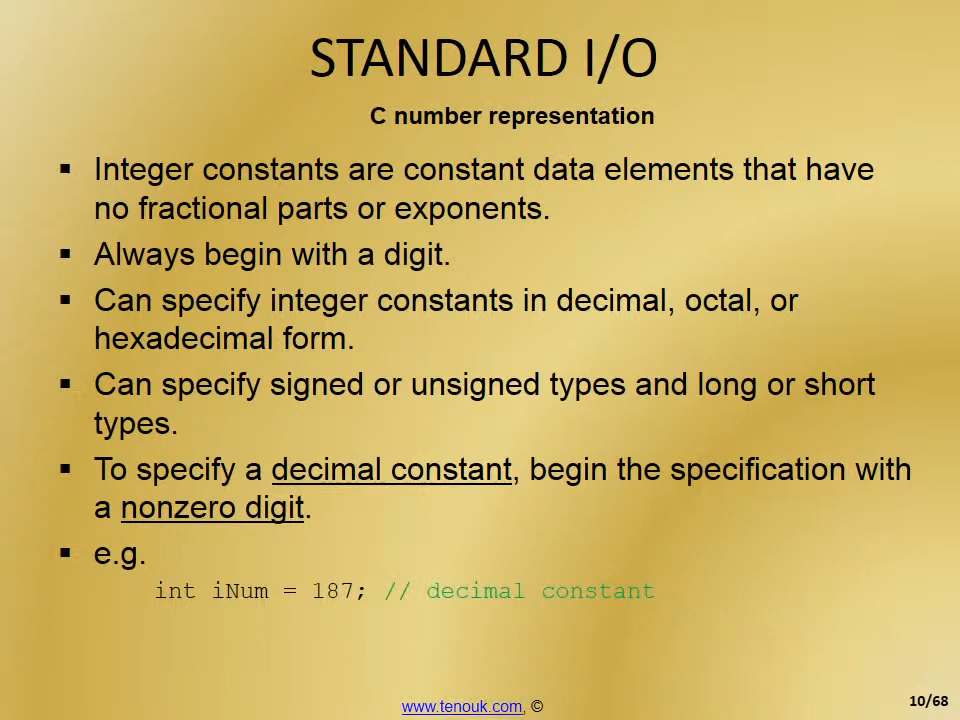 STANDARD I/O
C number representation
▪ Integer constants are constant data elements that have
no fractional parts or exponents.
▪ Always begin with a digit.
▪ Can specify integer constants in decimal, octal, or
hexadecimal form.
▪ Can specify signed or unsigned types and long or short
types.
▪ To specify a decimal constant, begin the specification with
a nonzero digit.
▪ e.g.
int iNum = 187; // decimal constant
www.tenouk.com, ©
10/68